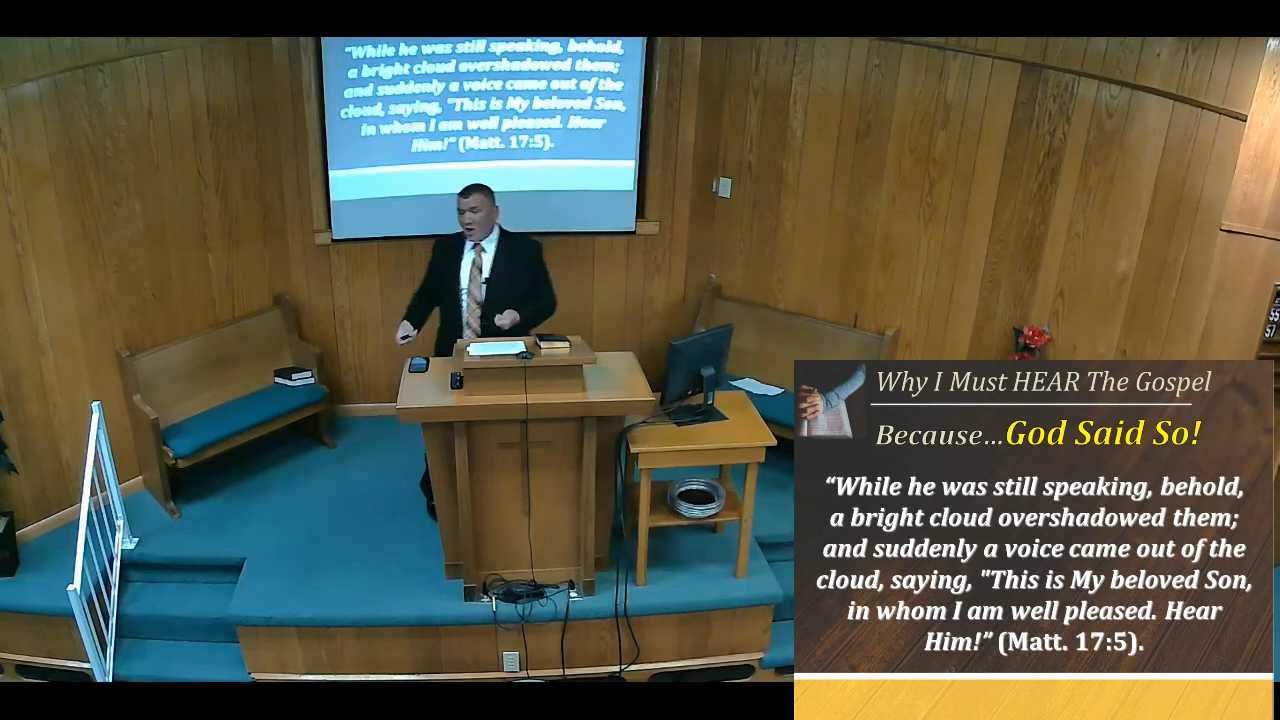 "While he was still speaking, behold,
a bright cloud overshadowed them;
and suddenly a voice came out of the
cloud, saying, "This is My beloved Son,
in whom I am well pleased. Hear
Him!" (Matt. 17:5).
55
57
Why I Must HEAR The Gospel
Because...God Said So!
“While he was still speaking, behold,
a bright cloud overshadowed them;
and suddenly a voice came out of the
cloud, saying, "This is My beloved Son,
in whom I am well pleased. Hear
Him!” (Matt. 17:5).